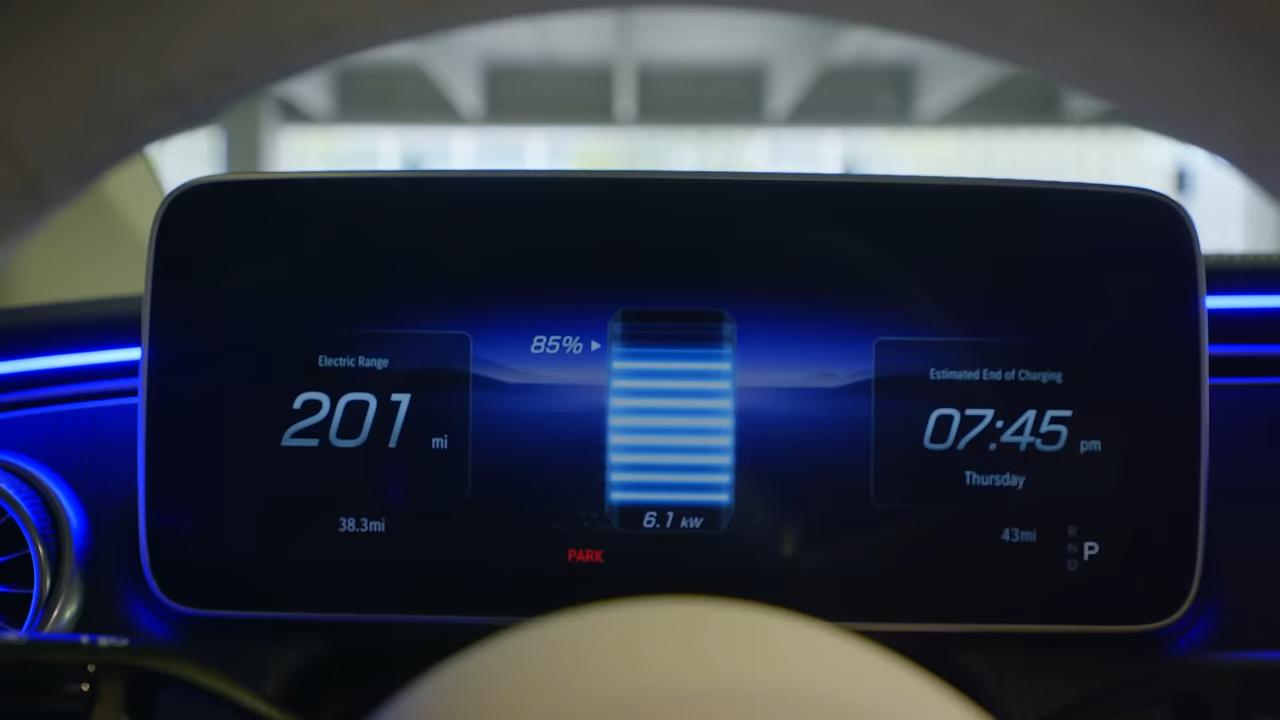 Electric Range
201 mi
38.3mi
85%
6.1 kW
PARK
Estimated End of Charging
07:45 pm
Thursday
43mi
R
N
D
P